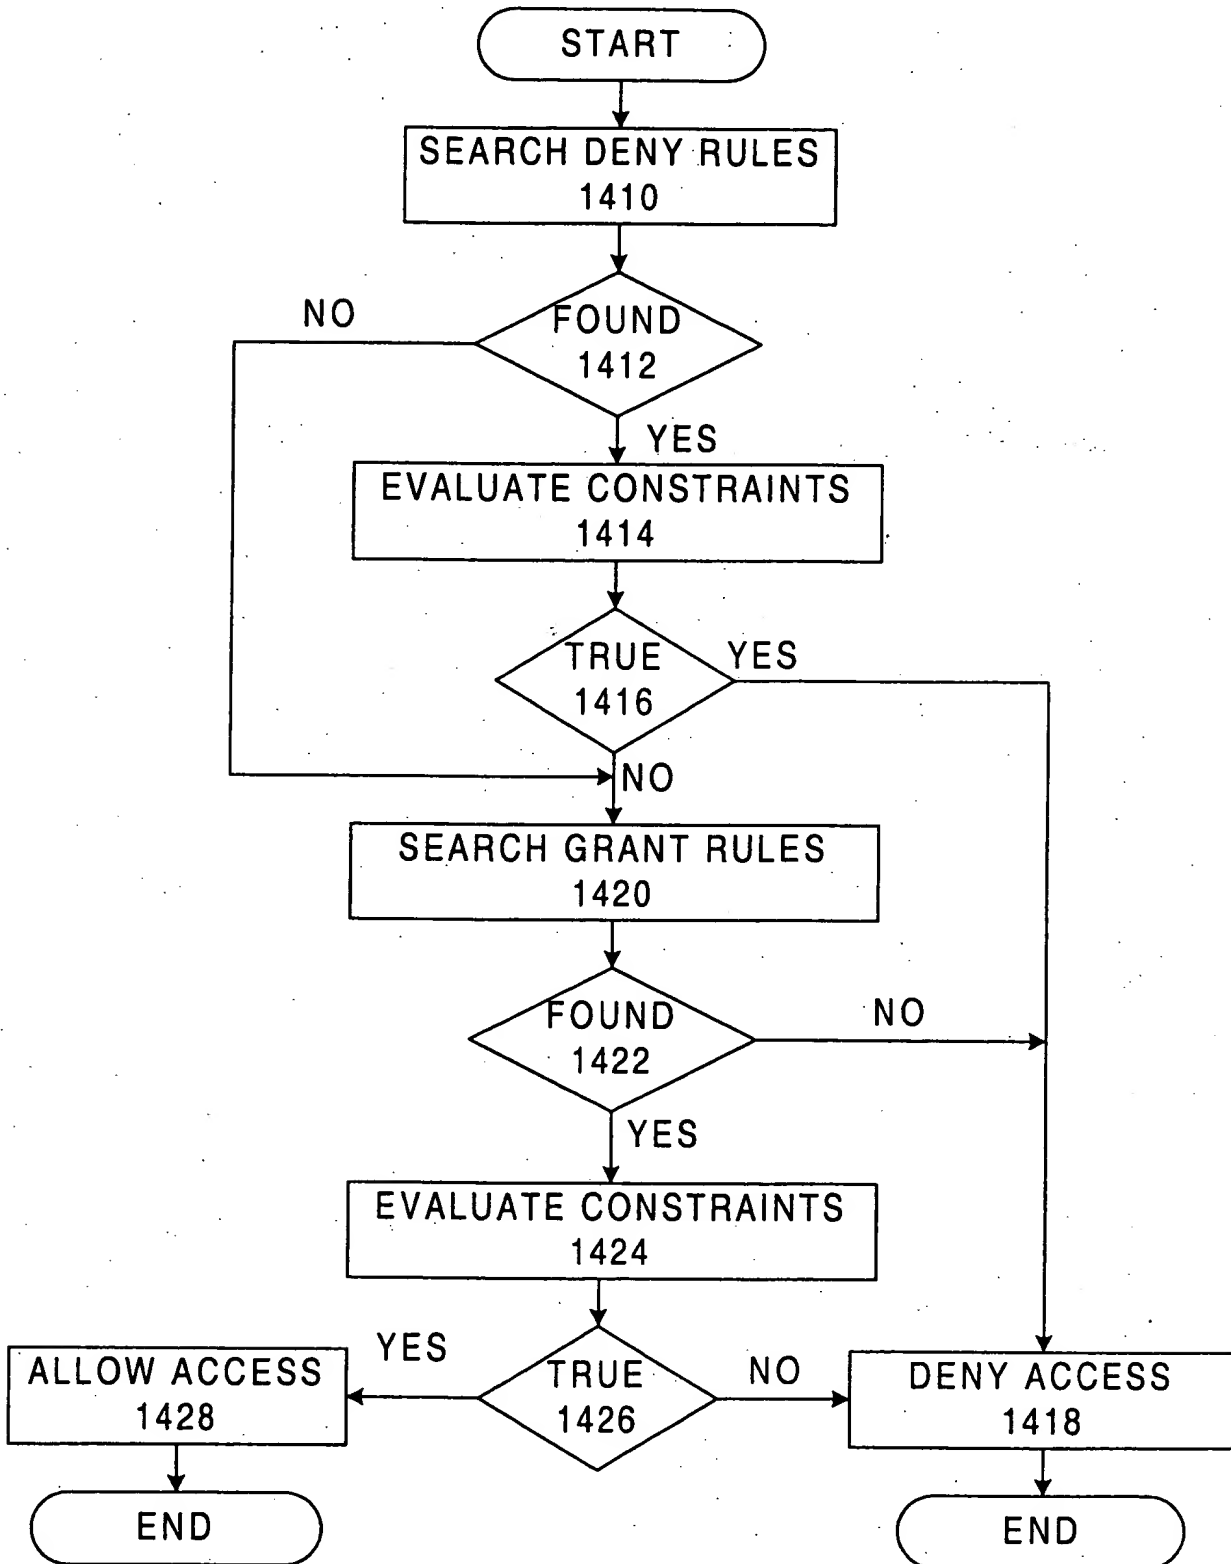 START
SEARCH DENY RULES
1410
NO
FOUND
1412
YES
EVALUATE CONSTRAINTS
1414
TRUE
1416
YES
NO
SEARCH GRANT RULES
1420
FOUND
1422
NO
YES
EVALUATE CONSTRAINTS
1424
YES
TRUE
1426
NO
ALLOW ACCESS
1428
DENY ACCESS
1418
END
END